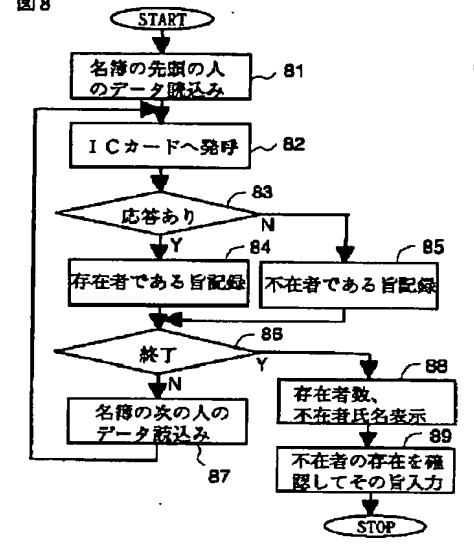 図8
START
名簿の先頭の人
のデータ読込み
81
ICカードへ発呼
82
応答あり
83
N
Y
84
存在者である旨記録
85
不在者である旨記録
86
終了
Y
N
名簿の次の人の
データ読込み
87
88
存在者数、
不在者氏名表示
89
不在者の存在を確
認してその旨入力
STOP